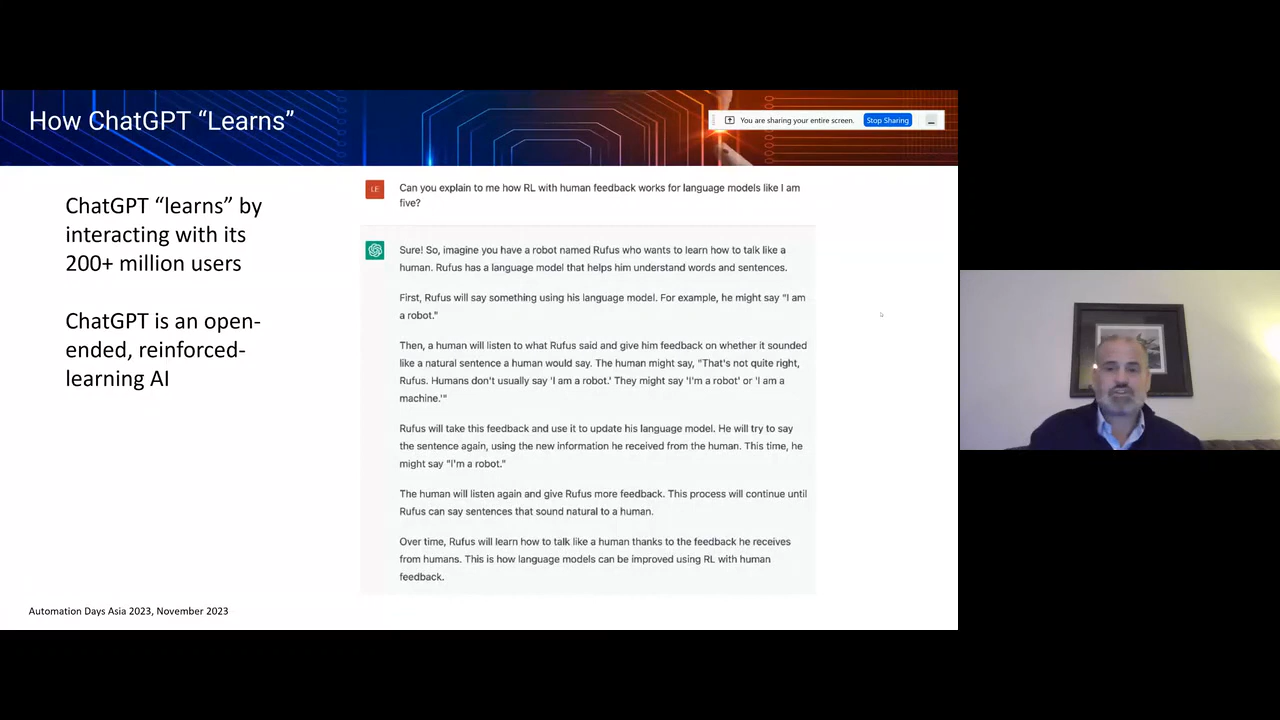 How ChatGPT “Learns”
You are sharing your entire screen.
Stop Sharing
ChatGPT “learns” by
interacting with its
200+ million users
ChatGPT is an open-
ended, reinforced-
learning AI
LE
Can you explain to me how RL with human feedback works for language models like I am
five?
Sure! So, imagine you have a robot named Rufus who wants to learn how to talk like a
human. Rufus has a language model that helps him understand words and sentences.
First, Rufus will say something using his language model. For example, he might say "I am
a robot."
Then, a human will listen to what Rufus said and give him feedback on whether it sounded
like a natural sentence a human would say. The human might say, "That's not quite right,
Rufus. Humans don't usually say 'I am a robot.' They might say 'I'm a robot' or 'I am a
machine.'"
Rufus will take this feedback and use it to update his language model. He will try to say
the sentence again, using the new information he received from the human. This time, he
might say "I'm a robot."
The human will listen again and give Rufus more feedback. This process will continue until
Rufus can say sentences that sound natural to a human.
Over time, Rufus will learn how to talk like a human thanks to the feedback he receives
from humans. This is how language models can be improved using RL with human
feedback.
Automation Days Asia 2023, November 2023